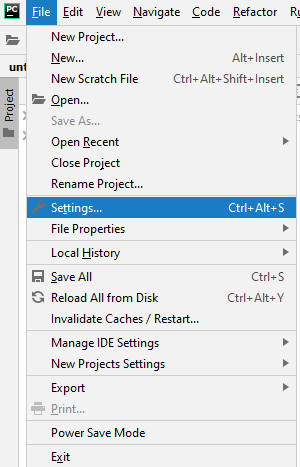 PC File Edit View Navigate Code Refactor
unt
Project
New Project...
New... Alt+Insert
New Scratch File Ctrl+Alt+Shift+Insert
Open...
Save As...
Open Recent
Close Project
Rename Project...
Settings... Ctrl+Alt+S
File Properties
Local History
Save All Ctrl+S
Reload All from Disk Ctrl+Alt+Y
Invalidate Caches / Restart...
Manage IDE Settings
New Projects Settings
Export
Print...
Power Save Mode
Exit